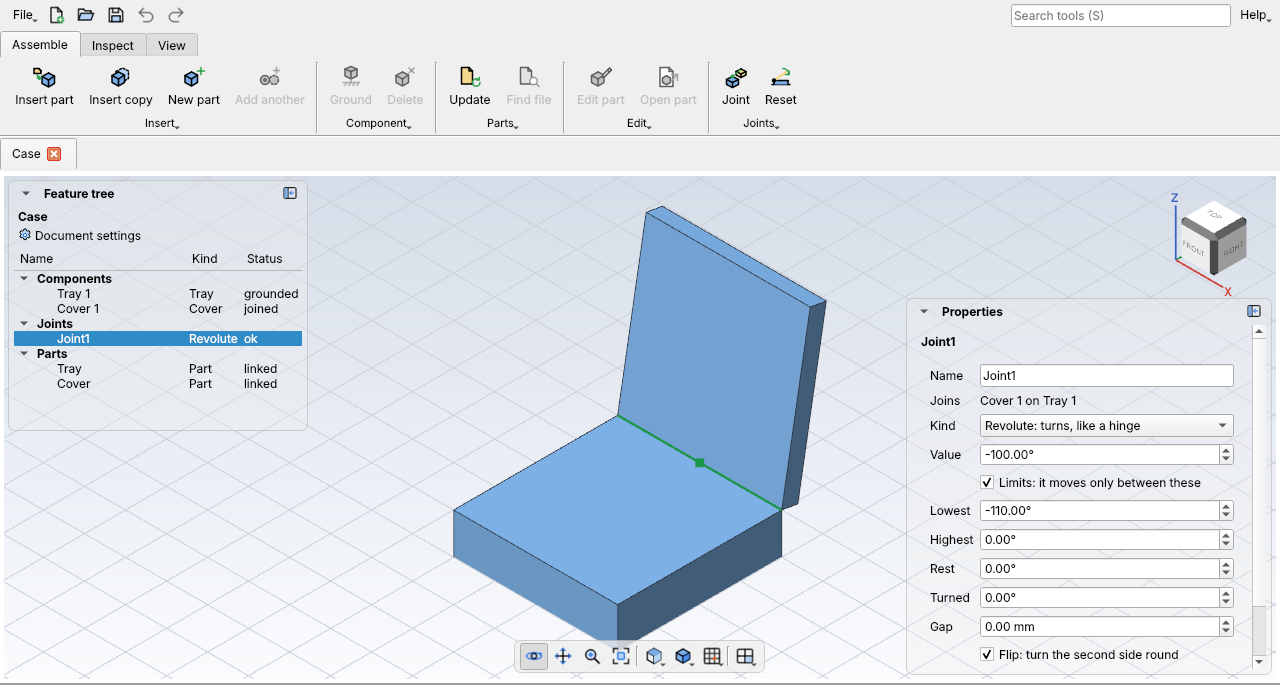 File
Search tools (S)
Help
Assemble
Inspect
View
Insert part
Insert copy
New part
Add another
Ground
Delete
Update
Find file
Edit part
Open part
Joint
Reset
Insert
Component
Parts
Edit
Joints
Case
Feature tree
Case
Document settings
Name Kind Status
Components
Tray 1 Tray grounded
Cover 1 Cover joined
Joints
Joint1 Revolute ok
Parts
Tray Part linked
Cover Part linked
Z
TOP
FRONT
RIGHT
X
Properties
Joint1
Name Joint1
Joins Cover 1 on Tray 1
Kind Revolute: turns, like a hinge
Value -100.00°
Limits: it moves only between these
Lowest -110.00°
Highest 0.00°
Rest 0.00°
Turned 0.00°
Gap 0.00 mm
Flip: turn the second side round